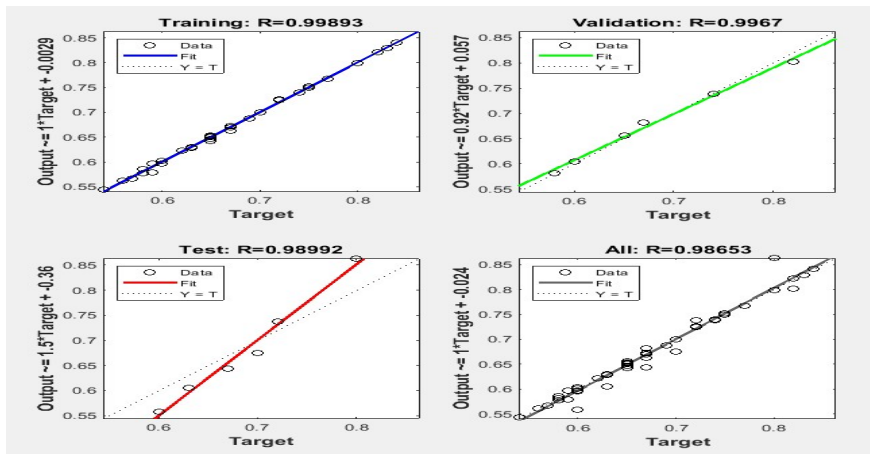 Training: R=0.99893
Output ~= 1*Target + -0.0029
0.85
0.8
0.75
0.7
0.65
0.6
0.55
Data
Fit
Y = T
0.6
0.7
0.8
Target
Validation: R=0.9967
Output ~= 0.92*Target + 0.057
0.85
0.8
0.75
0.7
0.65
0.6
0.55
Data
Fit
Y = T
0.6
0.7
0.8
Target
Test: R=0.98992
Output ~= 1.5*Target + -0.36
0.85
0.8
0.75
0.7
0.65
0.6
0.55
Data
Fit
Y = T
0.6
0.7
0.8
Target
All: R=0.98653
Output ~= 1*Target + -0.024
0.85
0.8
0.75
0.7
0.65
0.6
0.55
Data
Fit
Y = T
0.6
0.7
0.8
Target